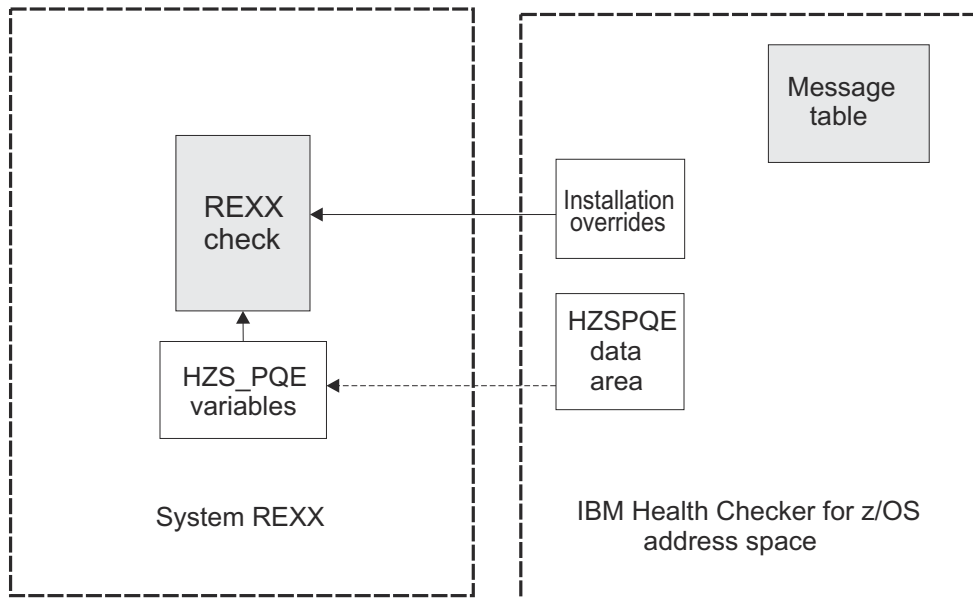 REXX
check
HZS_PQE
variables
System REXX
Message
table
Installation
overrides
HZSPQE
data
area
IBM Health Checker for z/OS
address space